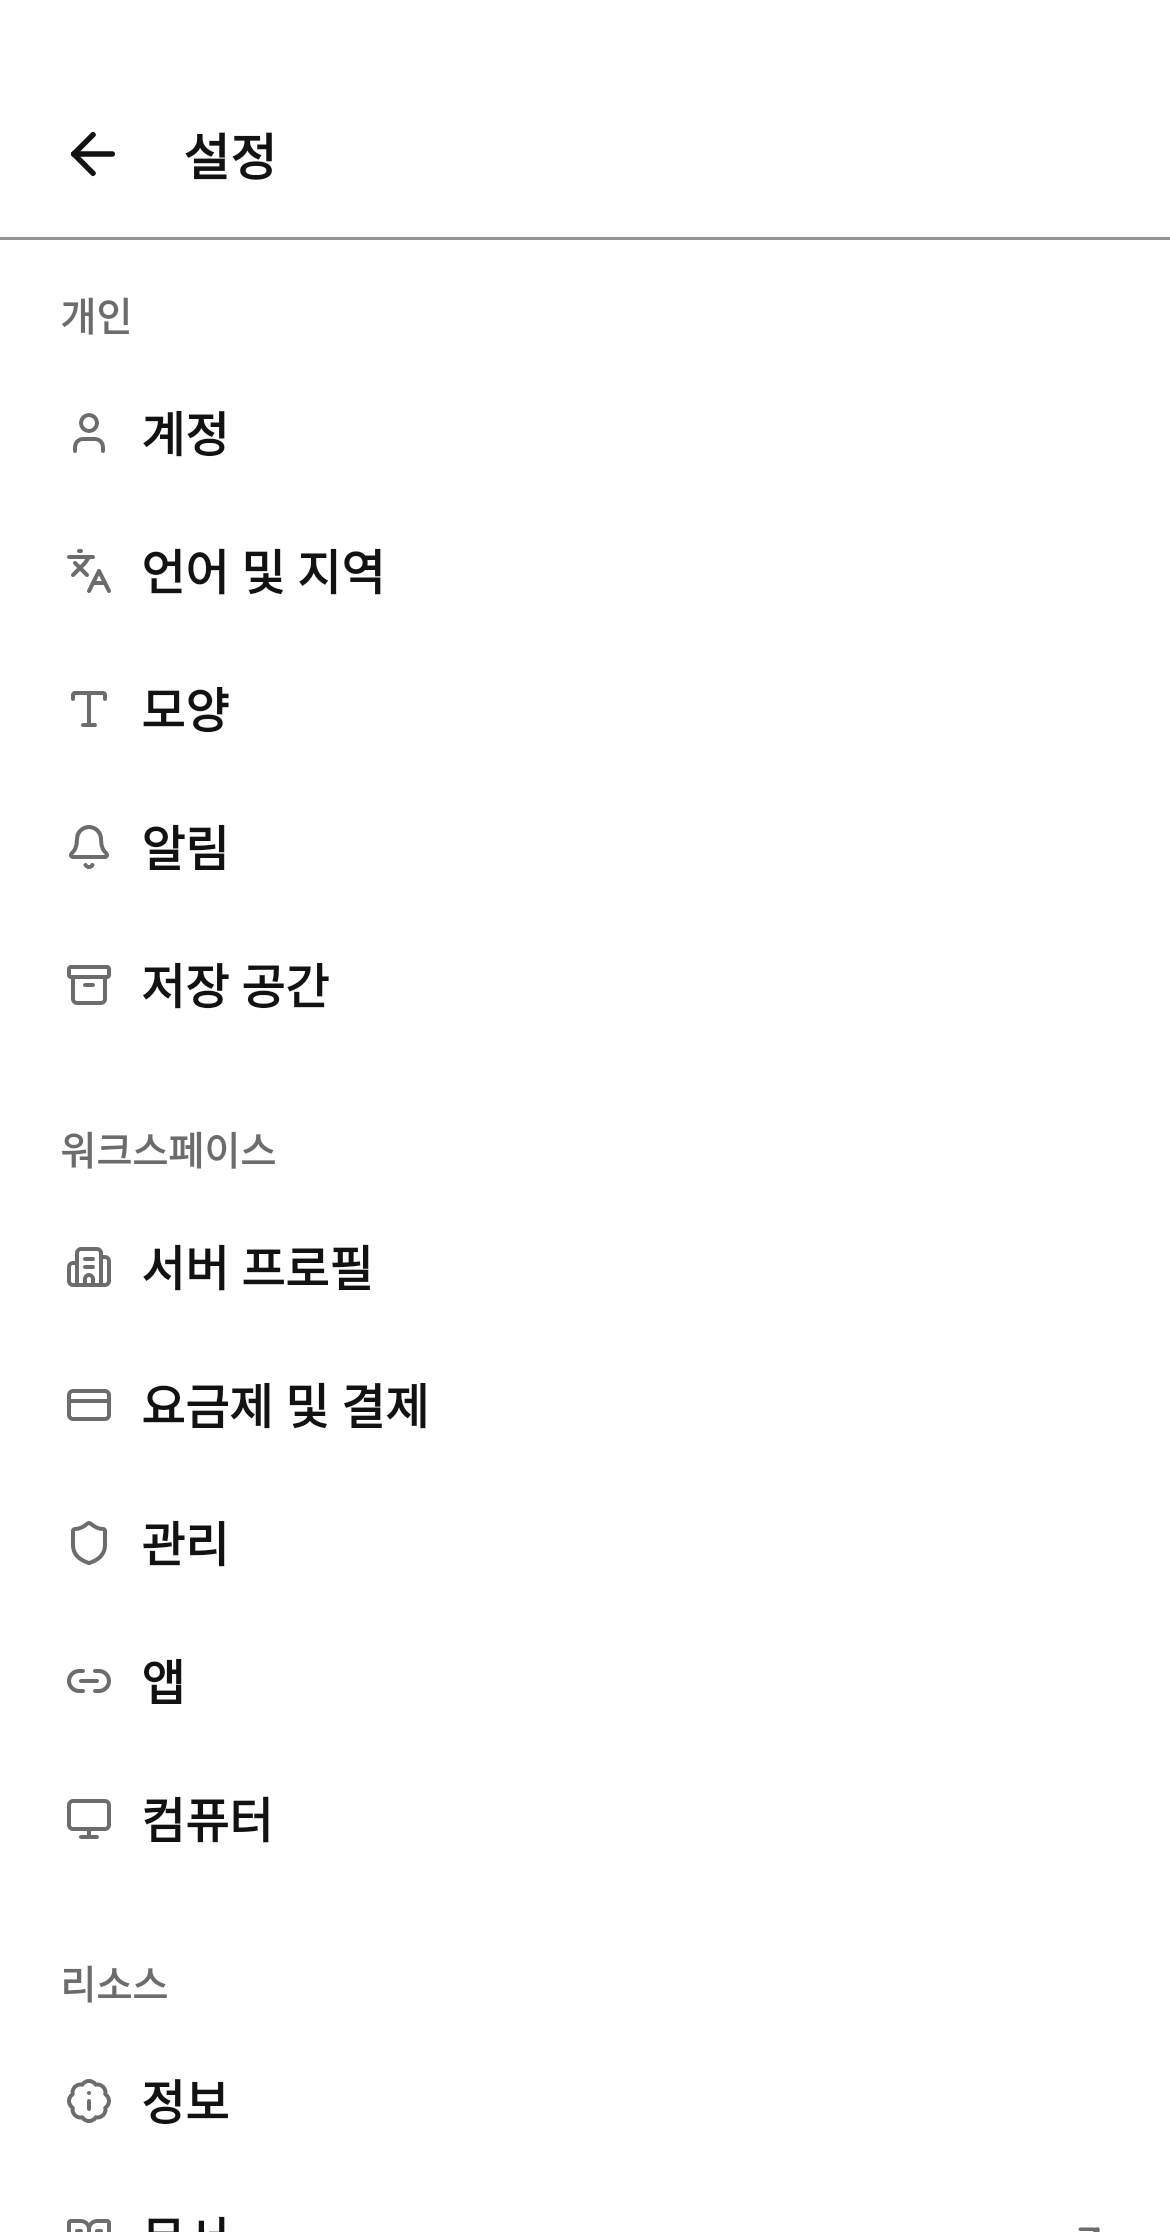 설정
개인
계정
언어 및 지역
모양
알림
저장 공간
워크스페이스
서버 프로필
요금제 및 결제
관리
앱
컴퓨터
리소스
정보